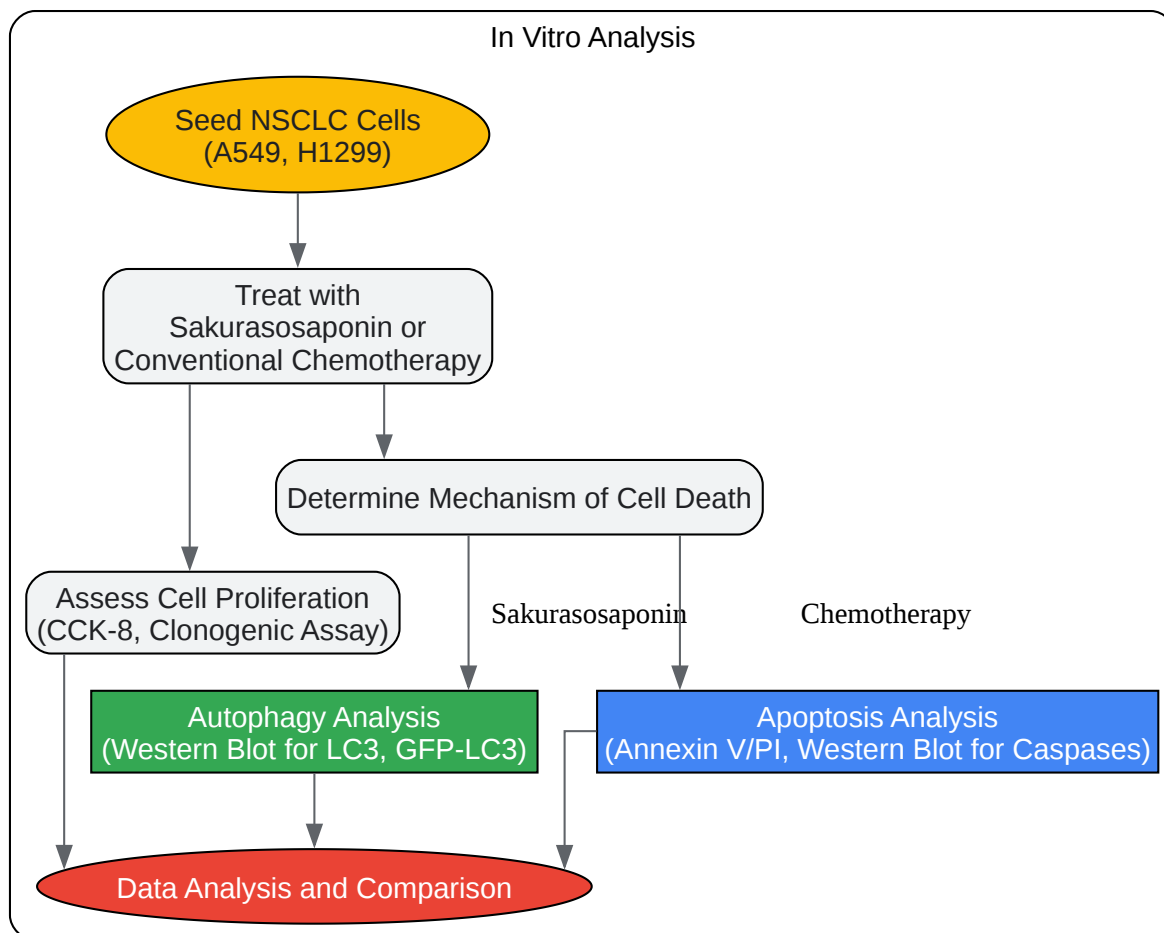 In Vitro Analysis
Seed NSCLC Cells
(A549, H1299)
Treat with
Sakurasosaponin or
Conventional Chemotherapy
Determine Mechanism of Cell Death
Assess Cell Proliferation
(CCK-8, Clonogenic Assay)
Sakurasosaponin
Chemotherapy
Autophagy Analysis
(Western Blot for LC3, GFP-LC3)
Apoptosis Analysis
(Annexin V/PI, Western Blot for Caspases)
Data Analysis and Comparison